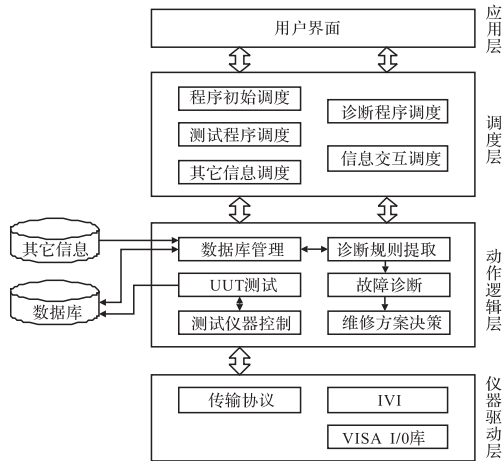 用户界面
应用层
程序初始调度
测试程序调度
其它信息调度
诊断程序调度
信息交互调度
调度层
其它信息
数据库
数据库管理
UUT测试
测试仪器控制
诊断规则提取
故障诊断
维修方案决策
动作逻辑层
传输协议
IVI
VISA I/0库
仪器驱动层